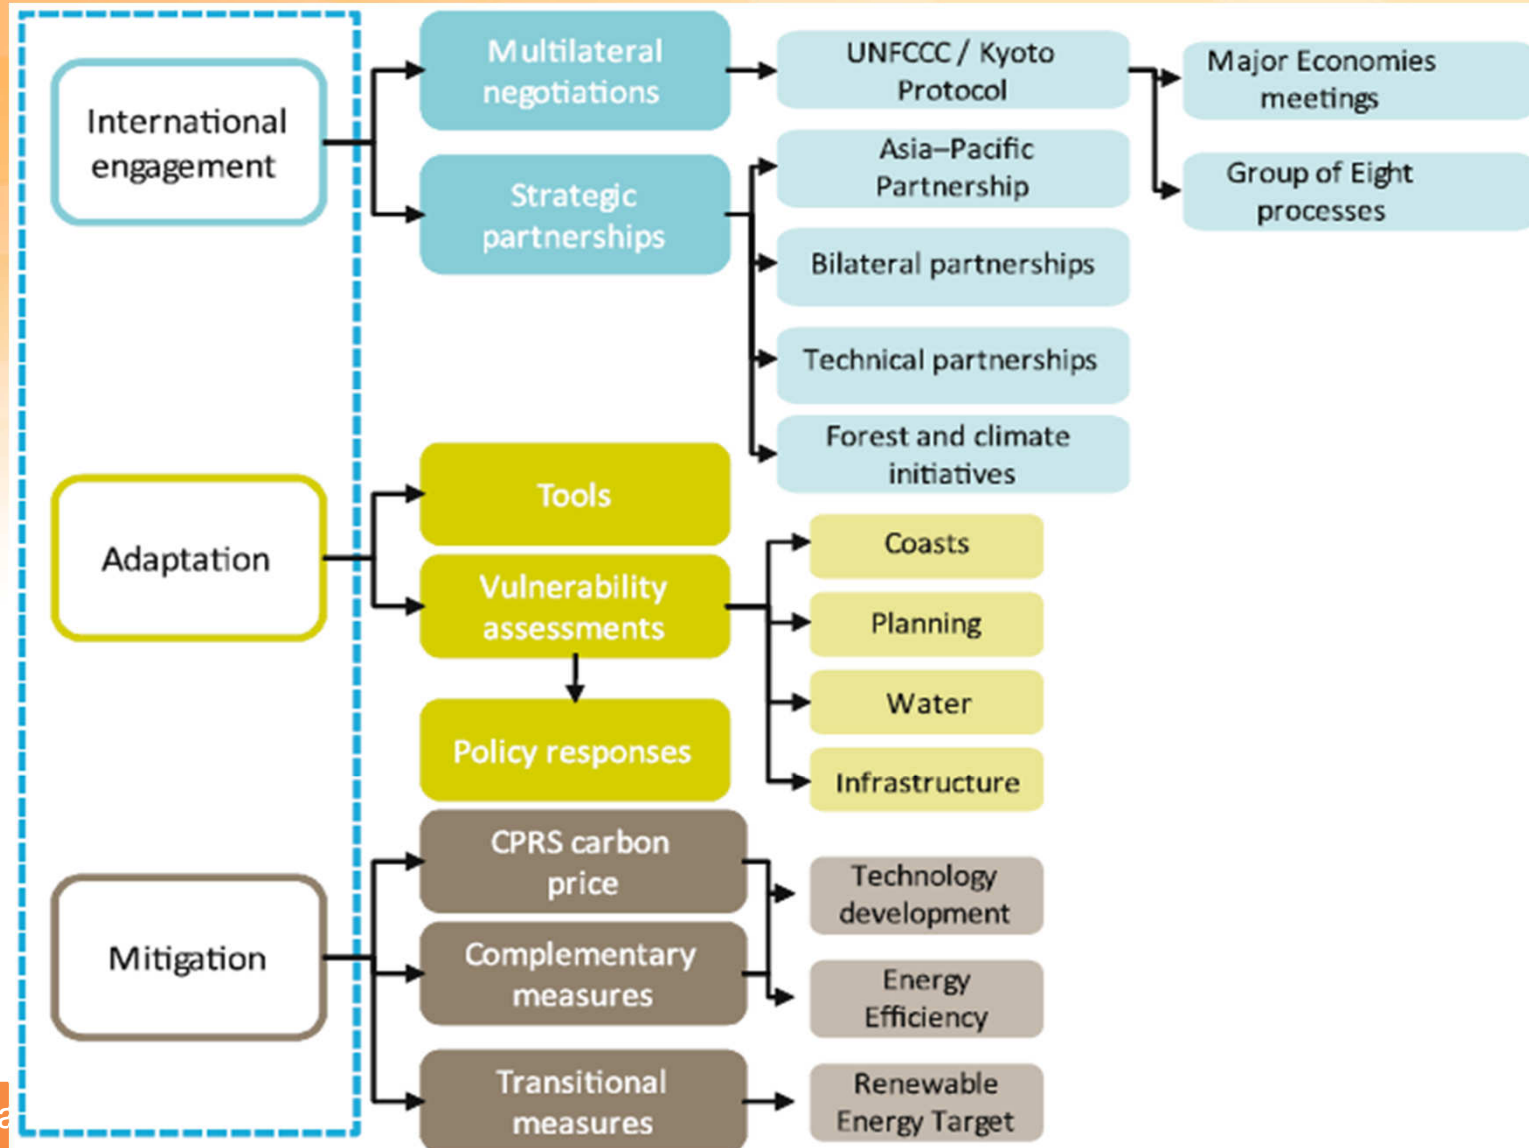 International
engagement
Multilateral
negotiations
UNFCCC / Kyoto
Protocol
Major Economies
meetings
Group of Eight
processes
Strategic
partnerships
Asia–Pacific
Partnership
Bilateral partnerships
Technical partnerships
Forest and climate
initiatives
Adaptation
Tools
Vulnerability
assessments
Policy responses
Coasts
Planning
Water
Infrastructure
Mitigation
CPRS carbon
price
Complementary
measures
Transitional
measures
Technology
development
Energy
Efficiency
Renewable
Energy Target